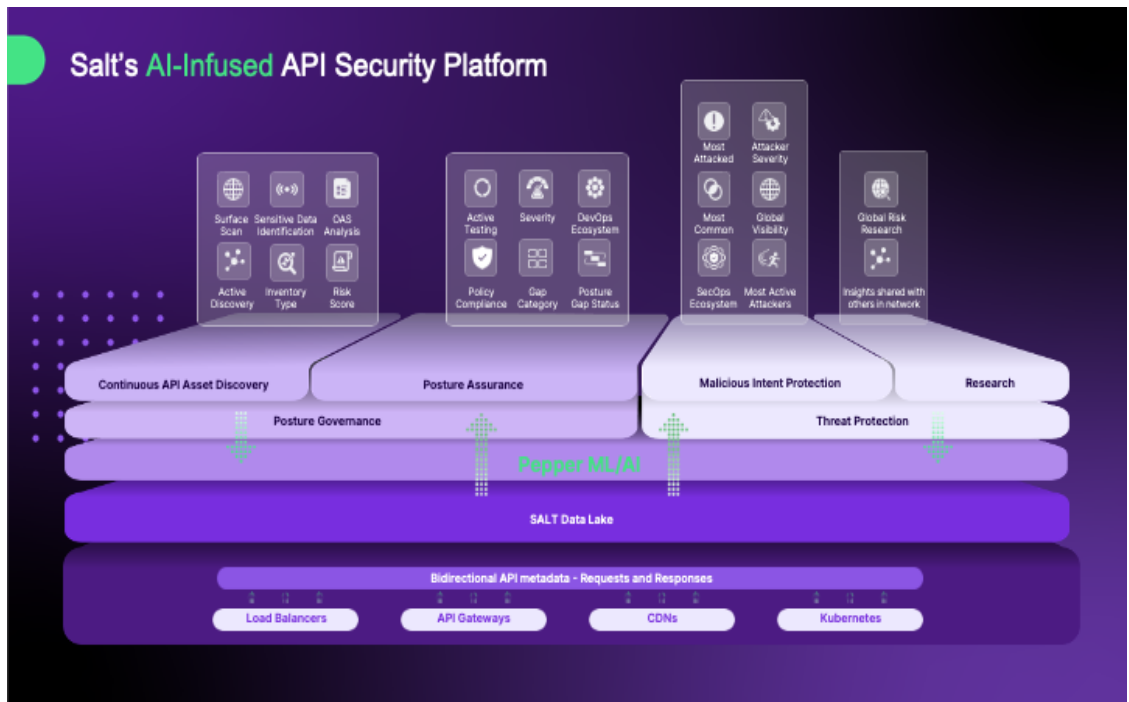 Salt's AI-Infused API Security Platform
Surface
Scan
Sensitive Data
Identification
OAS
Analysis
Active
Discovery
Inventory
Type
Risk
Score
Active
Testing
Severity
DevOps
Ecosystem
Policy
Compliance
Gap
Category
Posture
Gap Status
Most
Attacked
Attacker
Severity
Most
Common
Global
Visibility
SecOps
Ecosystem
Most Active
Attackers
Global Risk
Research
Insights shared with
others in network
Continuous API Asset Discovery
Posture Assurance
Malicious Intent Protection
Research
Posture Governance
Threat Protection
Pepper ML/AI
SALT Data Lake
Bidirectional API metadata - Requests and Responses
Load Balancers
API Gateways
CDNs
Kubernetes